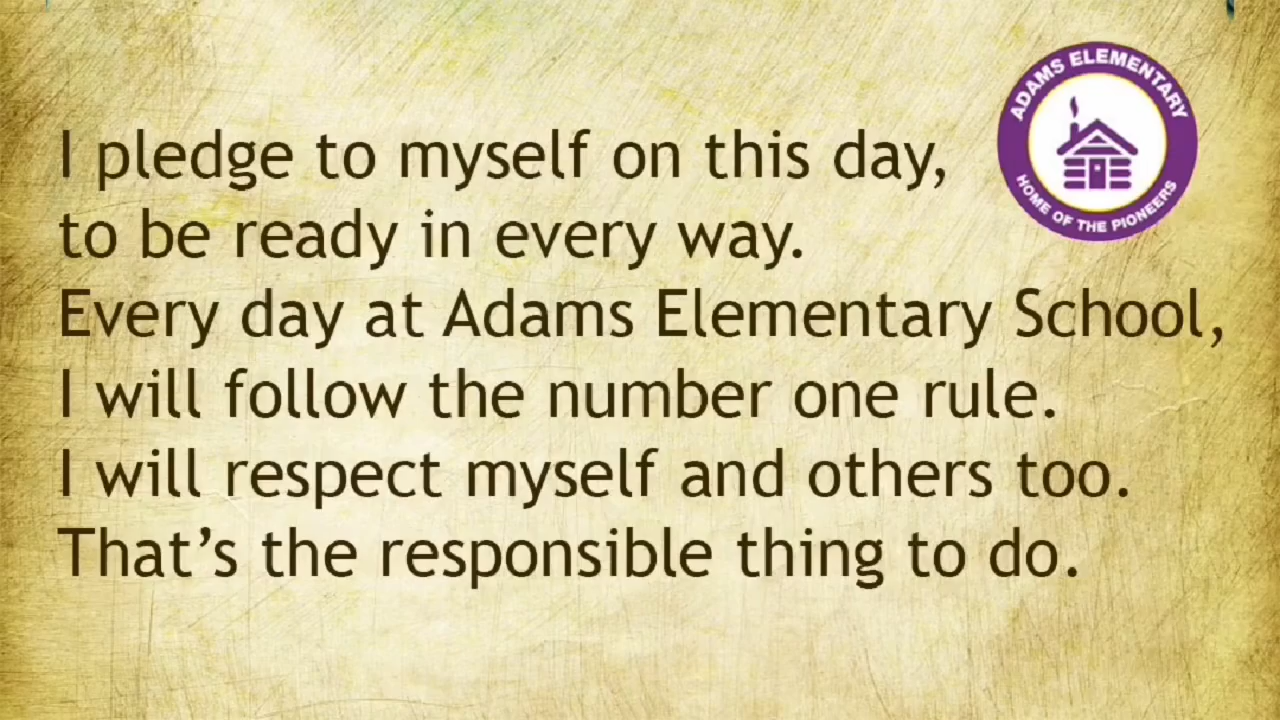 I pledge to myself on this day,
to be ready in every way.
Every day at Adams Elementary School,
I will follow the number one rule.
I will respect myself and others too.
That’s the responsible thing to do.
ADAMS ELEMENTARY
HOME OF THE PIONEERS